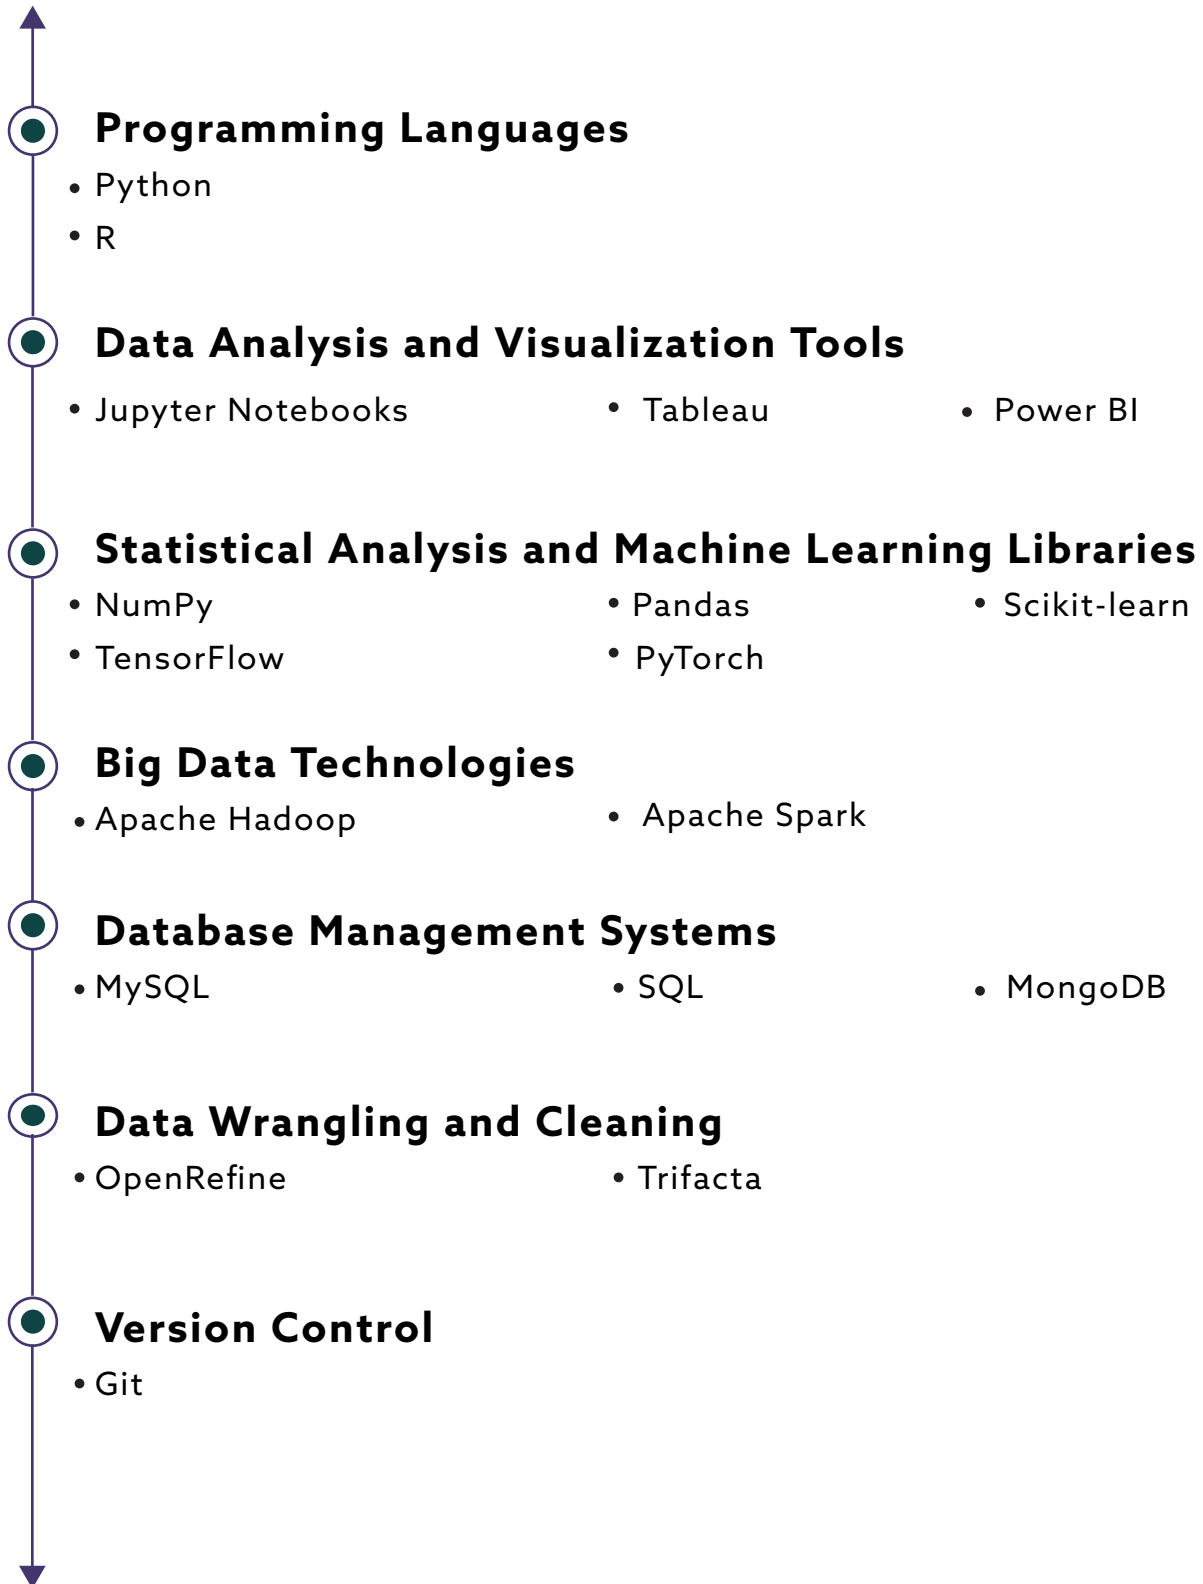 Programming Languages
• Python
• R
Data Analysis and Visualization Tools
• Jupyter Notebooks • Tableau • Power BI
Statistical Analysis and Machine Learning Libraries
• NumPy • Pandas • Scikit-learn
• TensorFlow • PyTorch
Big Data Technologies
• Apache Hadoop • Apache Spark
Database Management Systems
• MySQL • SQL • MongoDB
Data Wrangling and Cleaning
• OpenRefine • Trifacta
Version Control
• Git